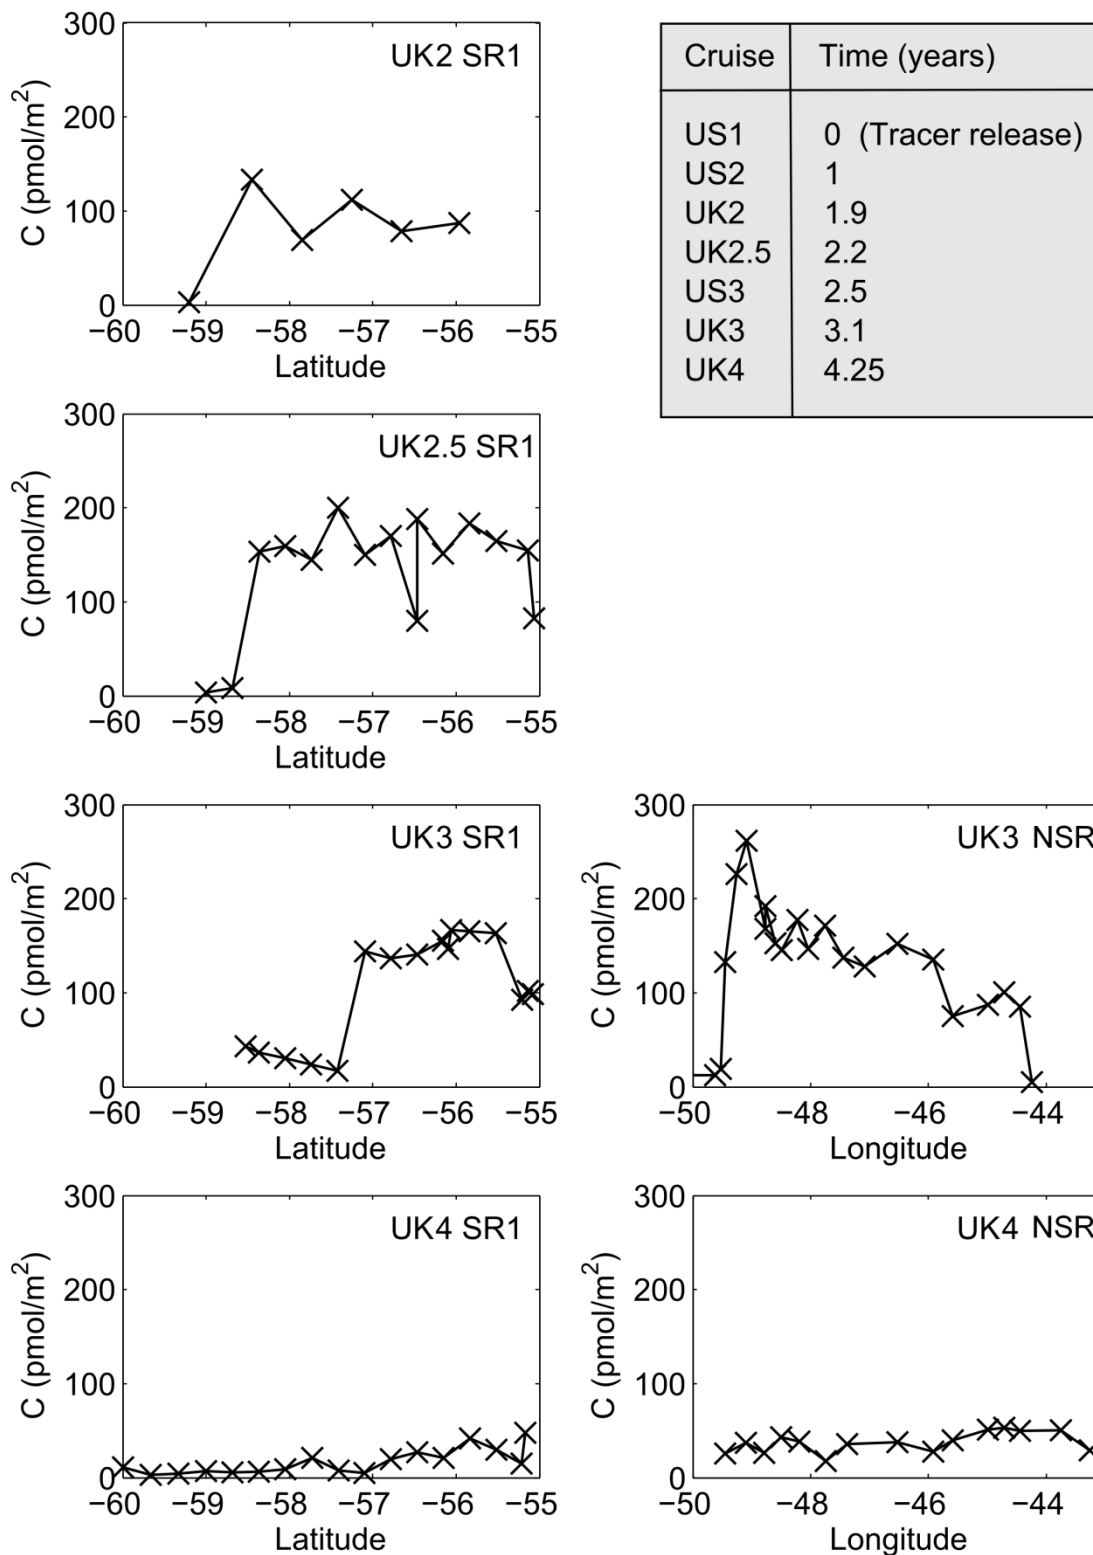 300
UK2 SR1
200
100
0
C (pmol/m²)
−60 −59 −58 −57 −56 −55
Latitude
Cruise Time (years)
US1 0 (Tracer release)
US2 1
UK2 1.9
UK2.5 2.2
US3 2.5
UK3 3.1
UK4 4.25
300
UK2.5 SR1
200
100
0
C (pmol/m²)
−60 −59 −58 −57 −56 −55
Latitude
300
UK3 SR1
200
100
0
C (pmol/m²)
−60 −59 −58 −57 −56 −55
Latitude
300
UK3 NSR
200
100
0
C (pmol/m²)
−50 −48 −46 −44
Longitude
300
UK4 SR1
200
100
0
C (pmol/m²)
−60 −59 −58 −57 −56 −55
Latitude
300
UK4 NSR
200
100
0
C (pmol/m²)
−50 −48 −46 −44
Longitude